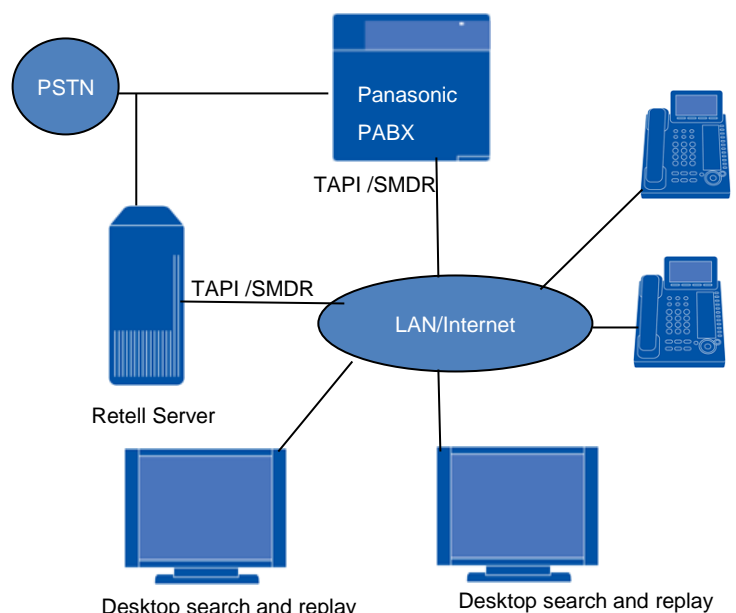 PSTN
Panasonic
PABX
TAPI /SMDR
TAPI /SMDR
LAN/Internet
Retell Server
Desktop search and replay
Desktop search and replay